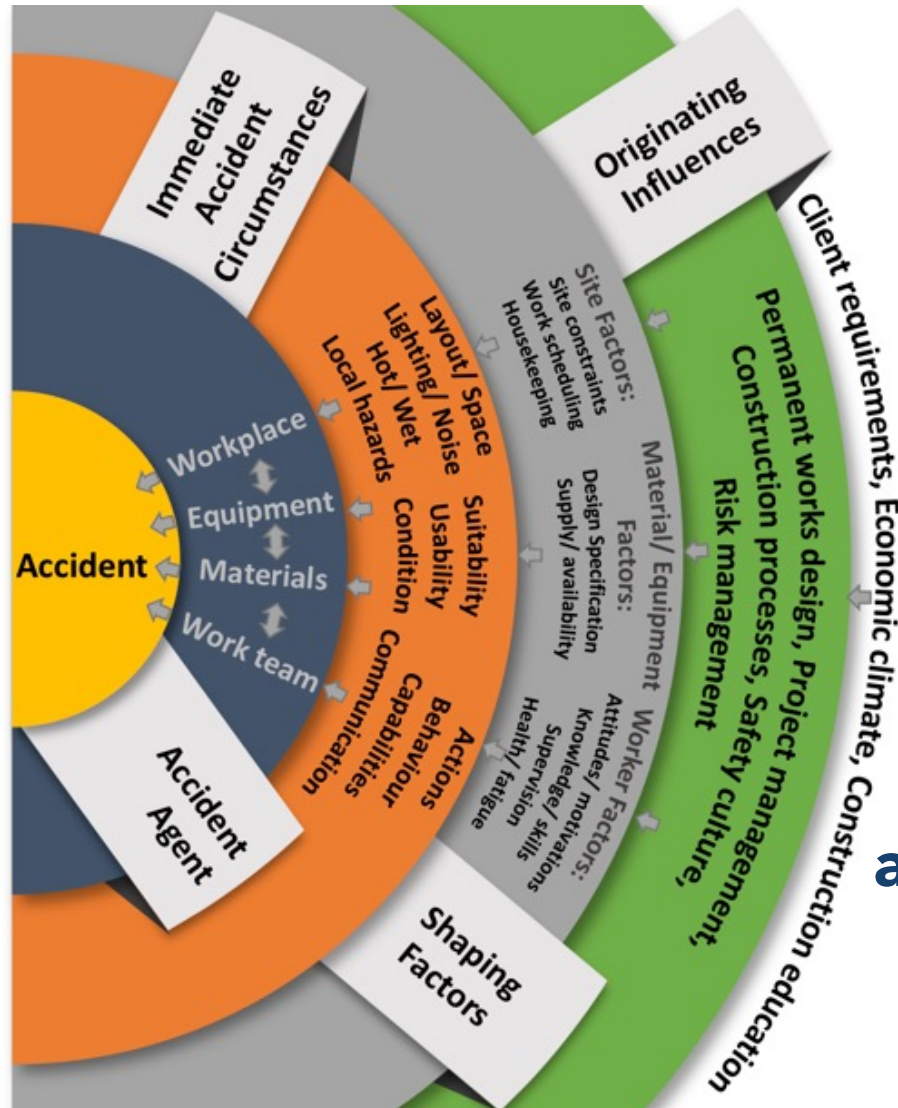 Immediate
Accident
Circumstances
Originating
Influences
Client requirements, Economic climate, Construction education
Permanent works design, Project management,
Construction processes, Safety culture,
Risk management
Site Factors:
Site constraints
Work scheduling
Housekeeping
Material/ Equipment
Factors:
Design Specification
Supply/ availability
Worker Factors:
Attitudes/ motivations
Knowledge/ skills
Supervision
Health/ fatigue
Layout/ Space
Lighting/ Noise
Hot/ Wet
Local hazards
Suitability
Usability
Condition
Actions
Behaviour
Capabilities
Communication
Workplace
Equipment
Materials
Work team
Accident
Accident
Agent
Shaping
Factors
a